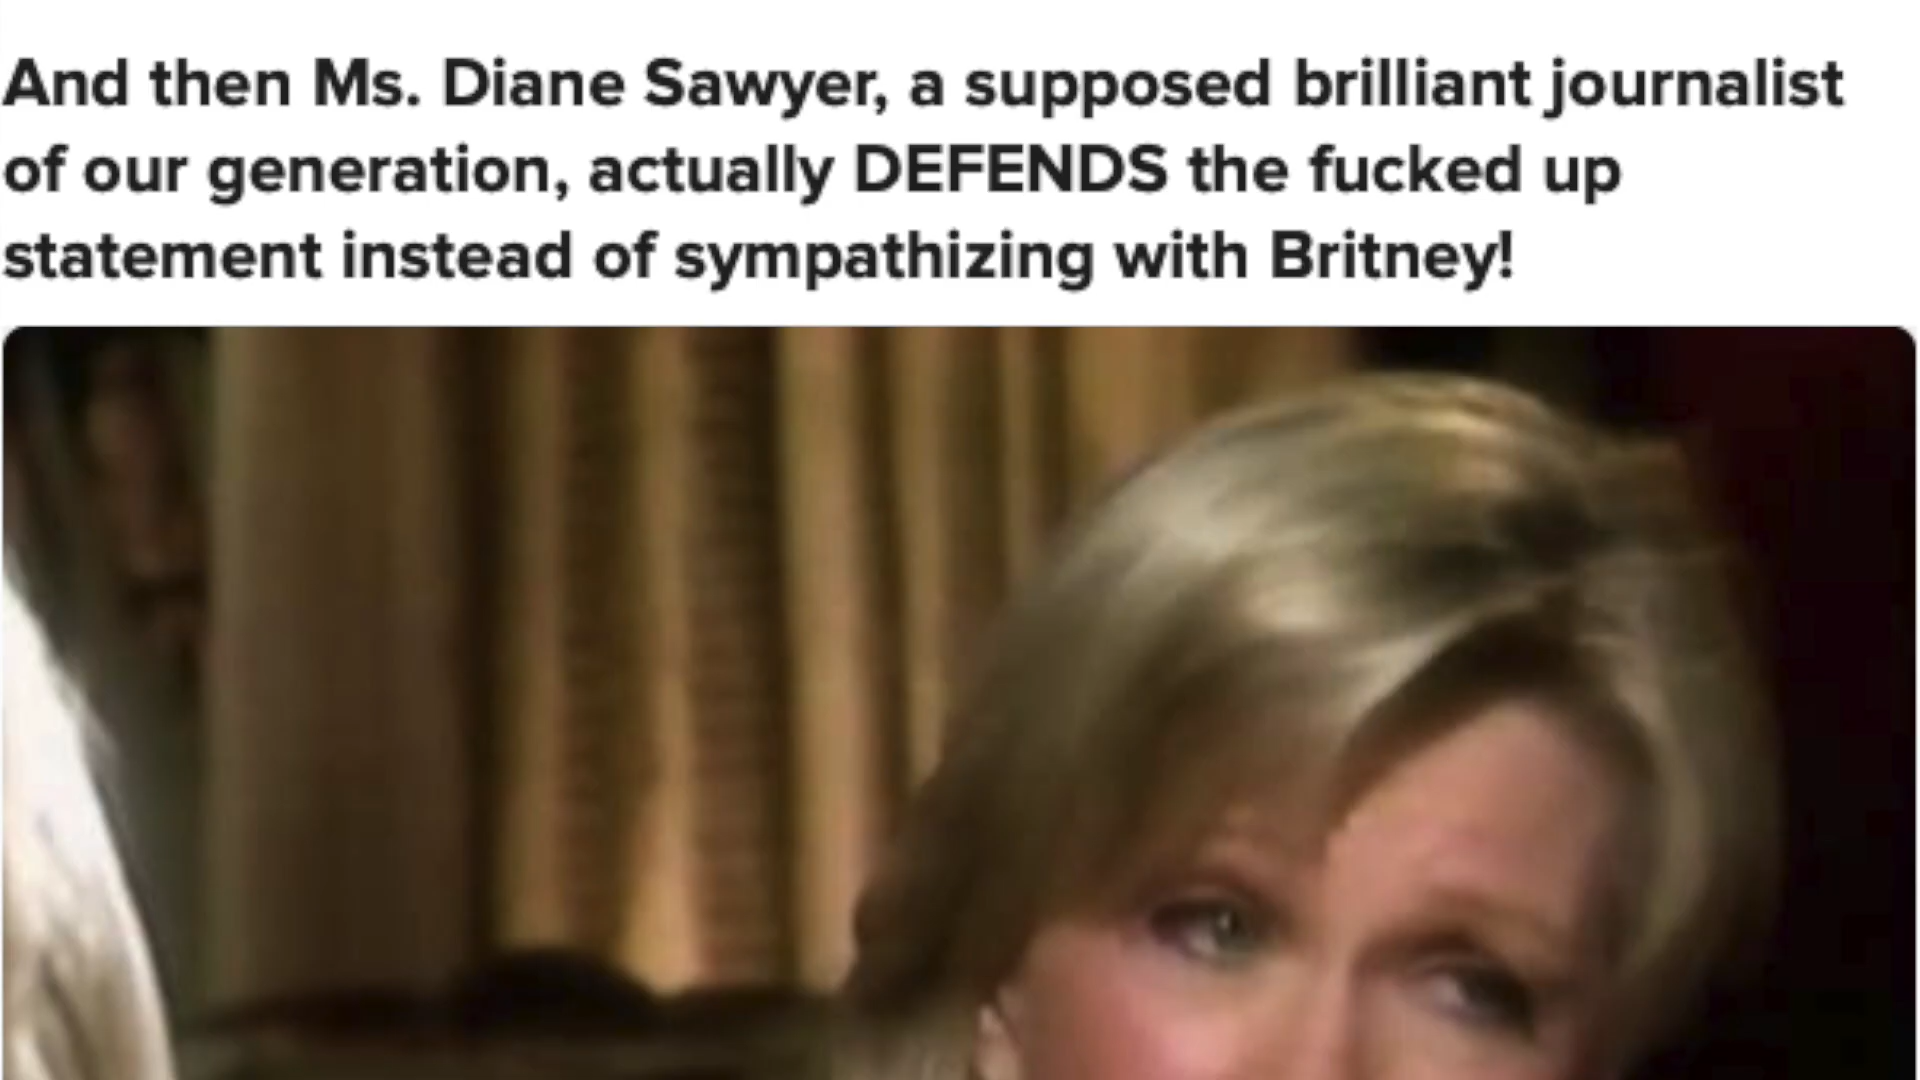 And then Ms. Diane Sawyer, a supposed brilliant journalist
of our generation, actually DEFENDS the fucked up
statement instead of sympathizing with Britney!